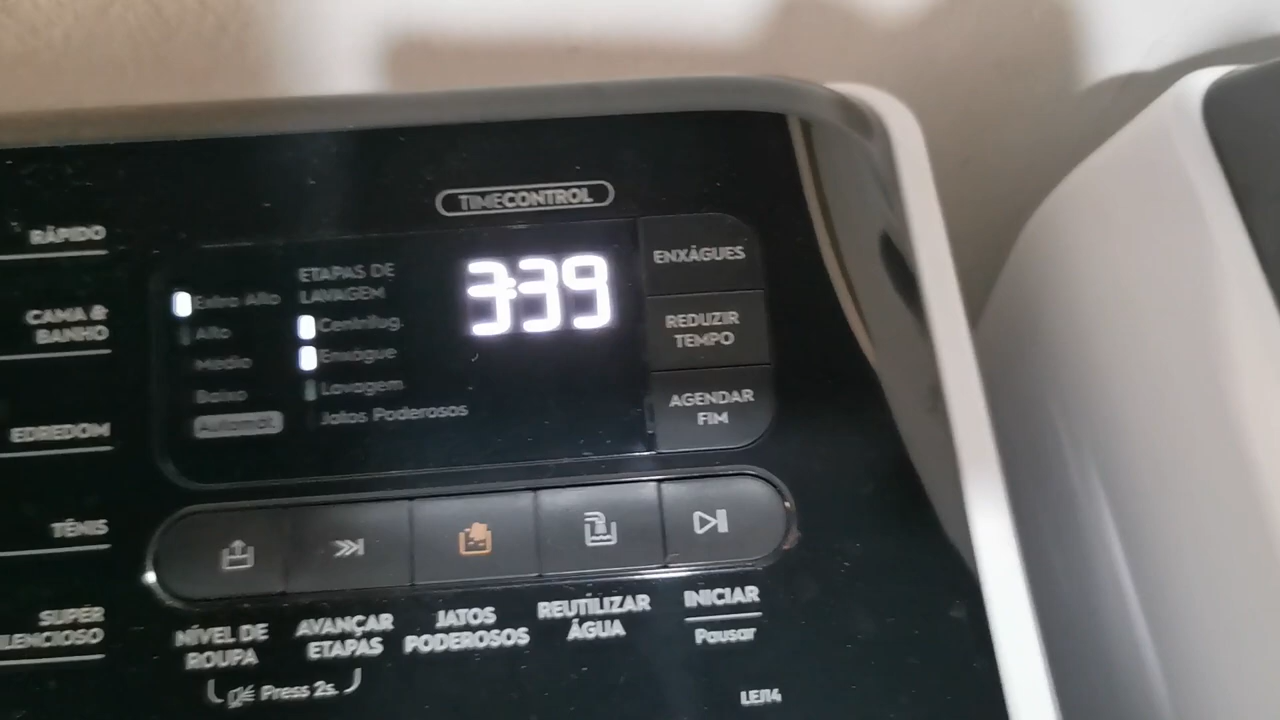 TIMECONTROL
RÁPIDO
CAMA &
BANHO
EDREDOM
TÊNIS
SUPER
ILENCIOSO
Extra Alto
Alto
Médio
Baixo
Automát.
ETAPAS DE
LAVAGEM
Centrifug.
Enxágue
Lavagem
Jatos Poderosos
3:39
ENXÁGUES
REDUZIR
TEMPO
AGENDAR
FIM
NÍVEL DE
ROUPA
AVANÇAR
ETAPAS
JATOS
PODEROSOS
REUTILIZAR
ÁGUA
INICIAR
Pausar
Press 2s.
LEJ14